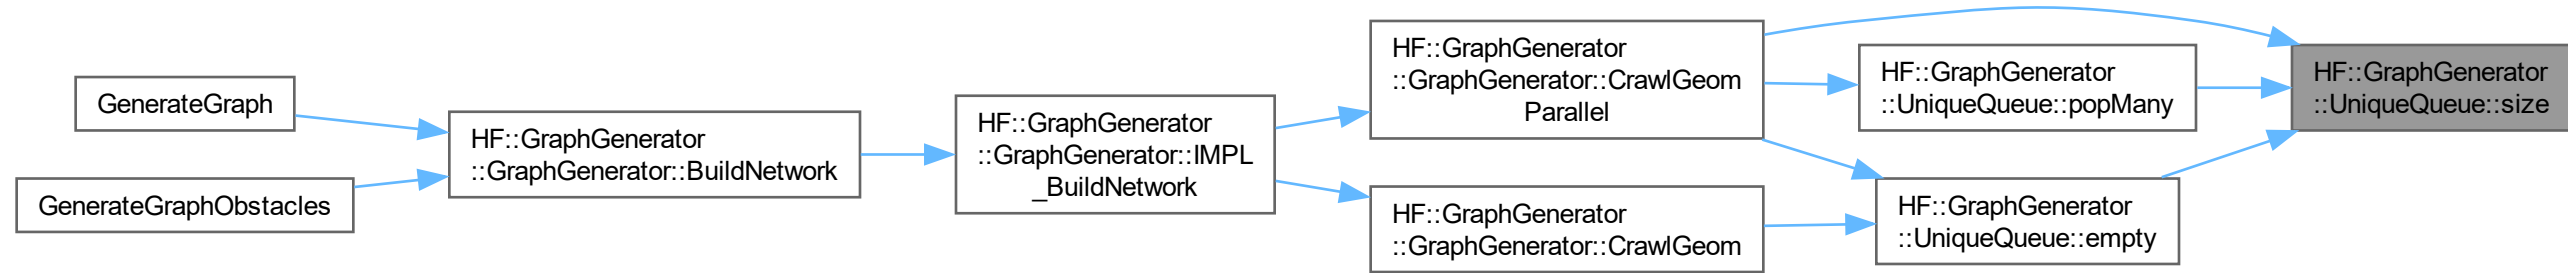 GenerateGraph
GenerateGraphObstacles
HF::GraphGenerator
::GraphGenerator::BuildNetwork
HF::GraphGenerator
::GraphGenerator::IMPL
_BuildNetwork
HF::GraphGenerator
::GraphGenerator::CrawlGeom
Parallel
HF::GraphGenerator
::GraphGenerator::CrawlGeom
HF::GraphGenerator
::UniqueQueue::popMany
HF::GraphGenerator
::UniqueQueue::empty
HF::GraphGenerator
::UniqueQueue::size